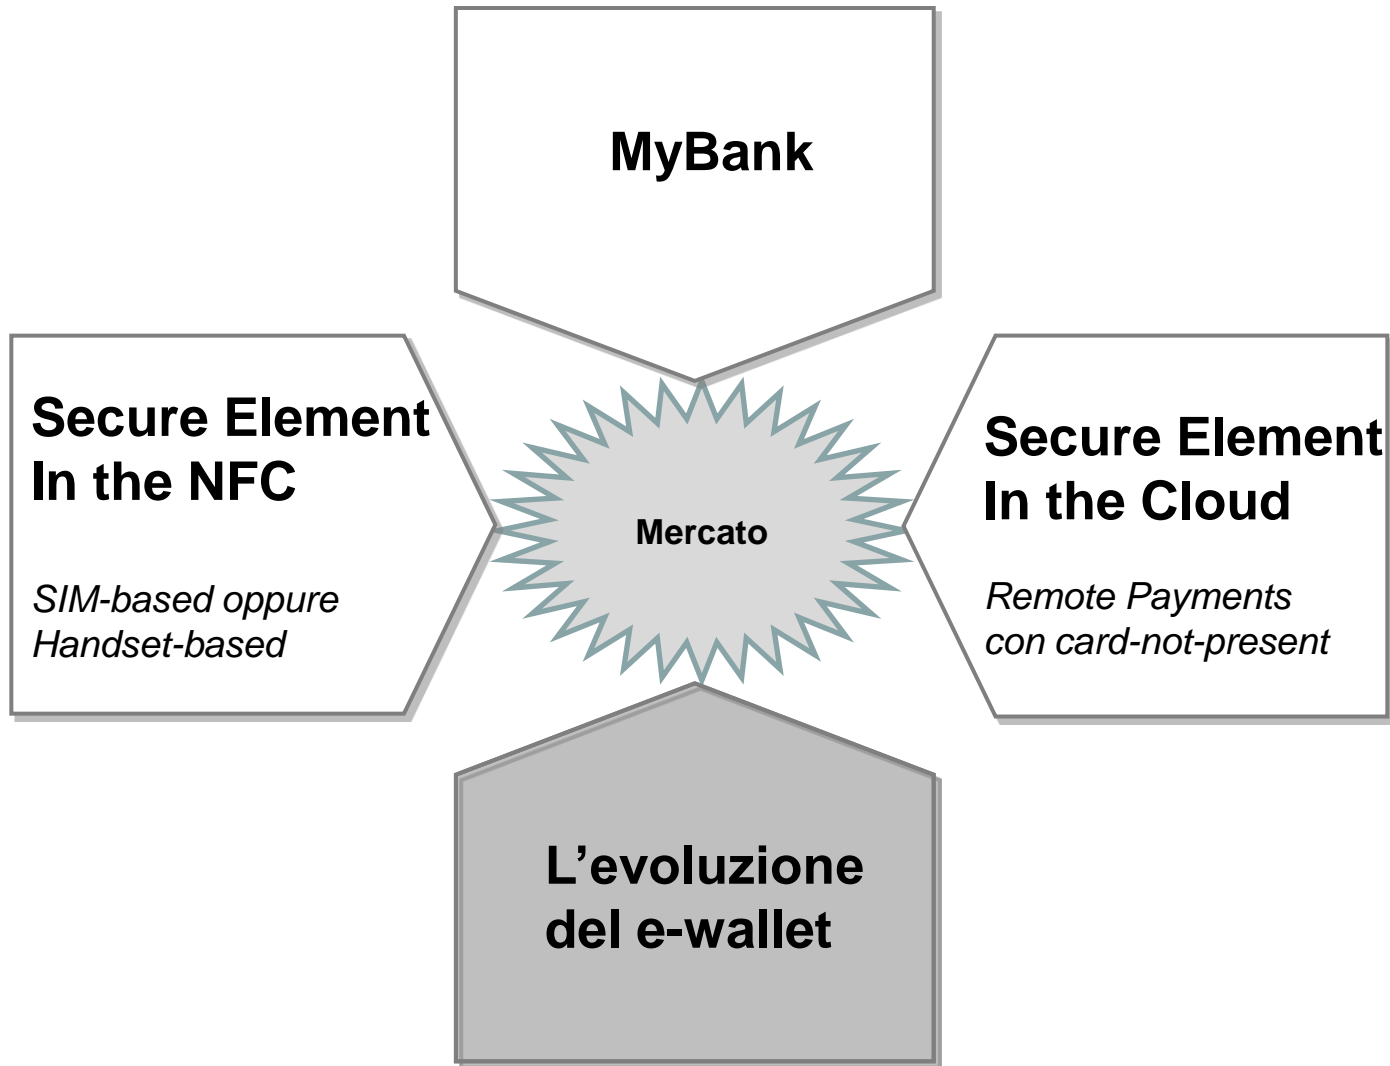 MyBank
Secure Element
In the NFC
SIM-based oppure
Handset-based
Mercato
Secure Element
In the Cloud
Remote Payments
con card-not-present
L’evoluzione
del e-wallet